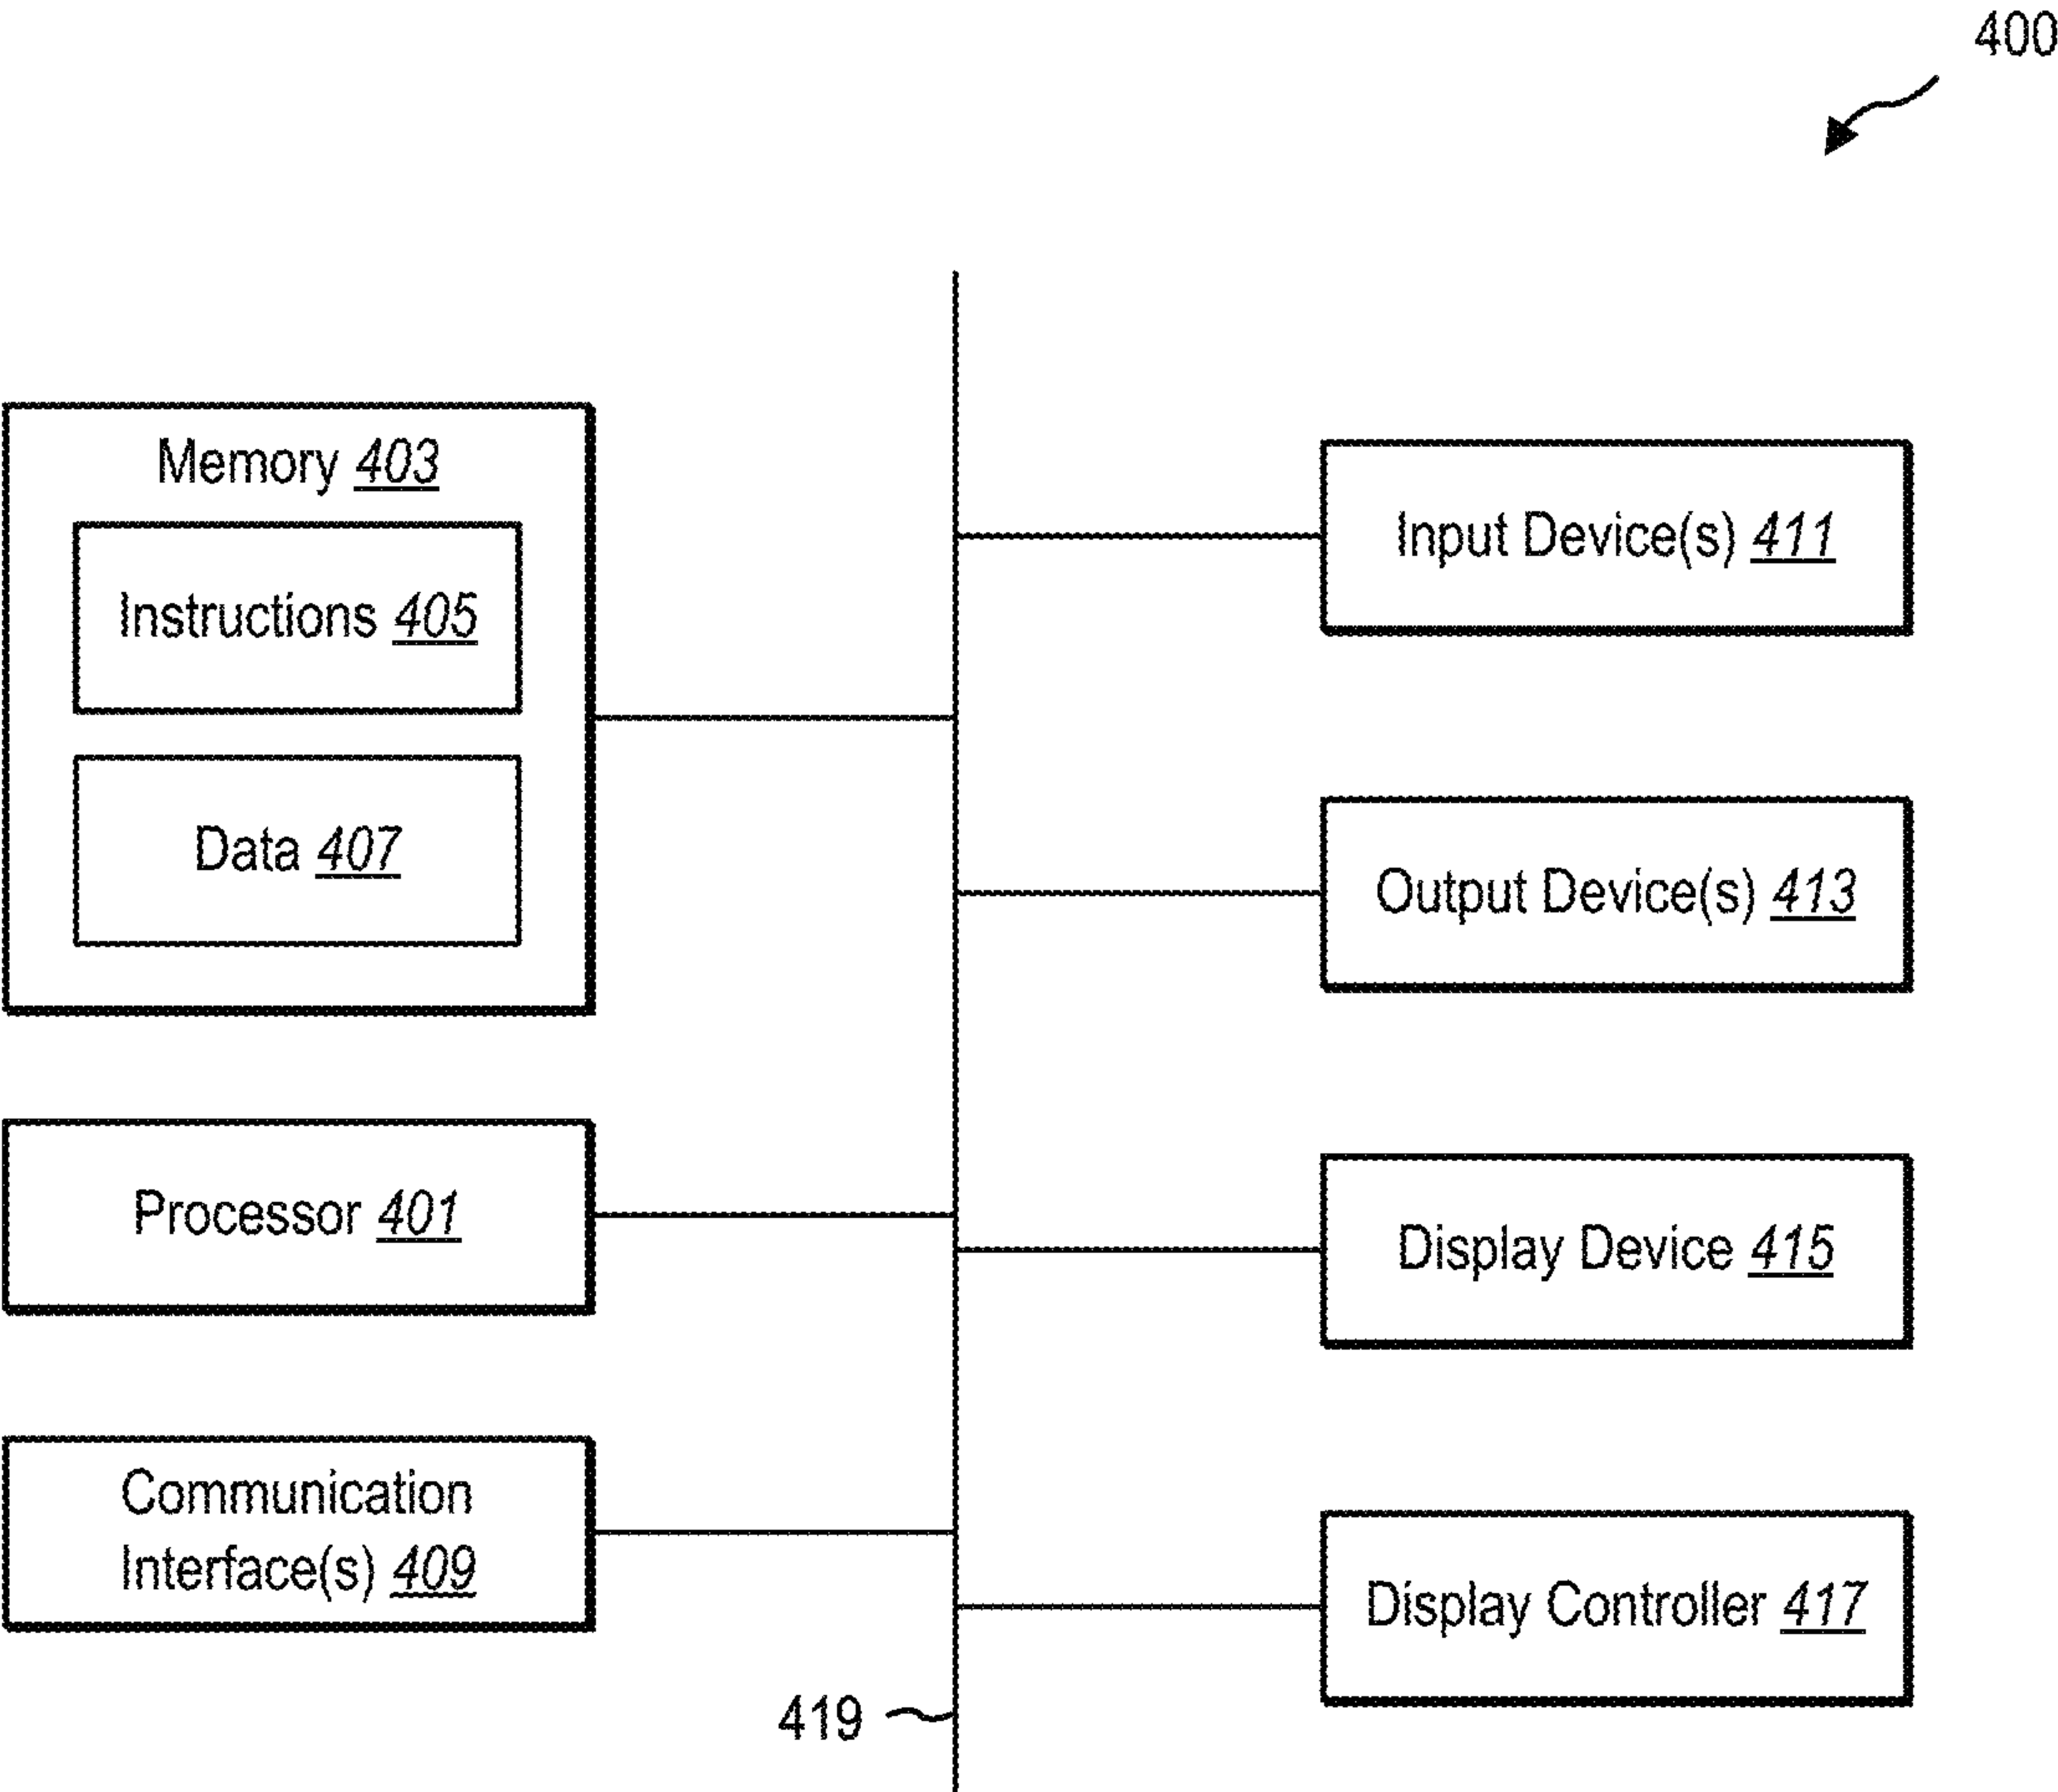 400
Memory 403
Instructions 405
Data 407
Processor 401
Communication
Interface(s) 409
Input Device(s) 411
Output Device(s) 413
Display Device 415
Display Controller 417
419